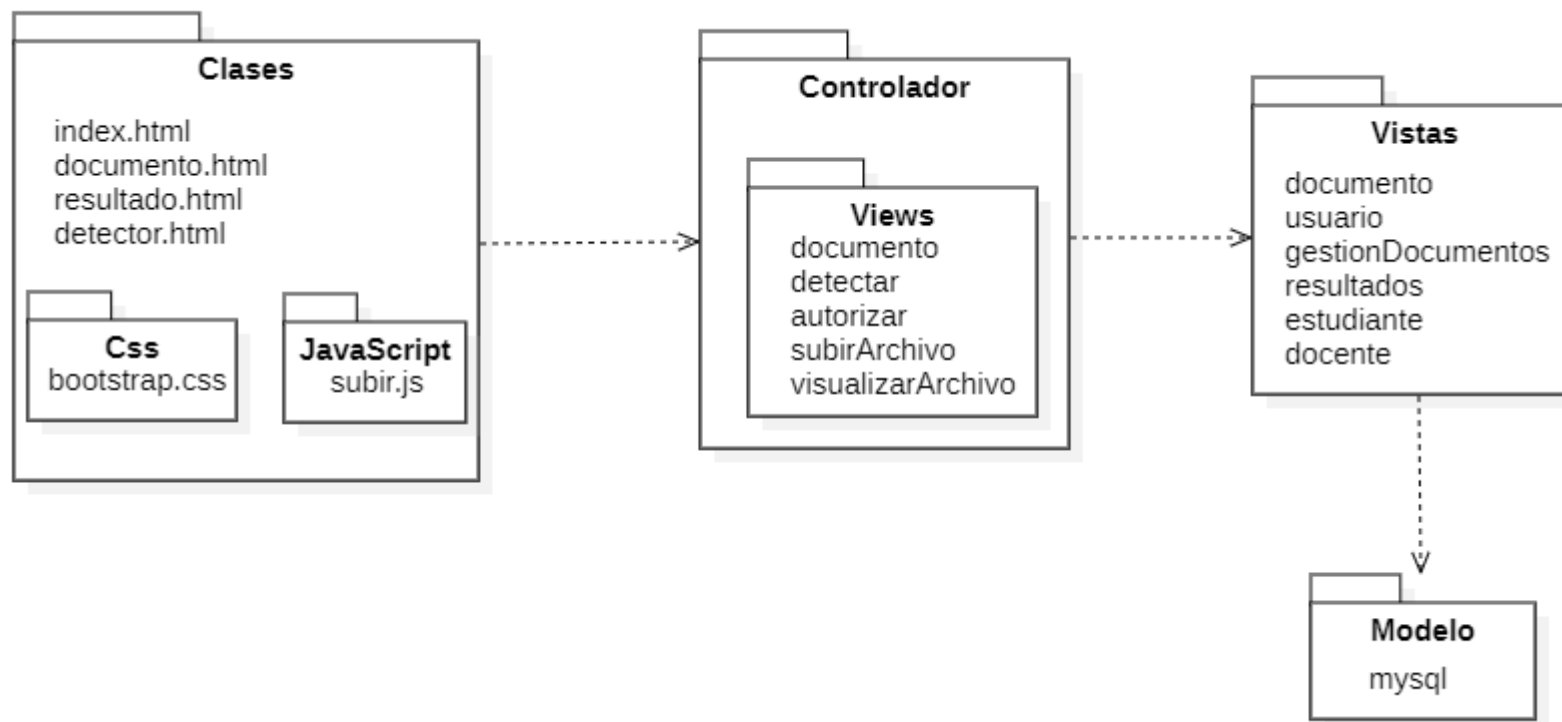 Clases
index.html
documento.html
resultado.html
detector.html
Css
bootstrap.css
JavaScript
subir.js
Controlador
Views
documento
detectar
autorizar
subirArchivo
visualizarArchivo
Vistas
documento
usuario
gestionDocumentos
resultados
estudiante
docente
Modelo
mysql